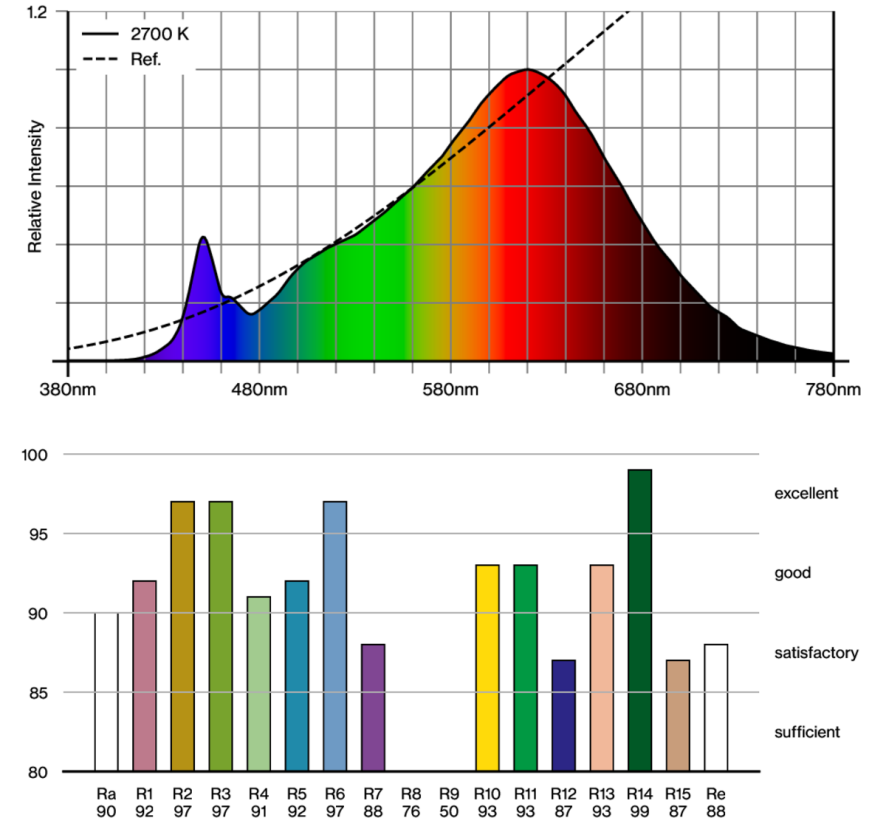 1.2
2700 K
Ref.
Relative Intensity
380nm 480nm 580nm 680nm 780nm
100
excellent
95
good
90
satisfactory
85
sufficient
80
Ra R1 R2 R3 R4 R5 R6 R7 R8 R9 R10 R11 R12 R13 R14 R15 Re
90 92 97 97 91 92 97 88 76 50 93 93 87 93 99 87 88